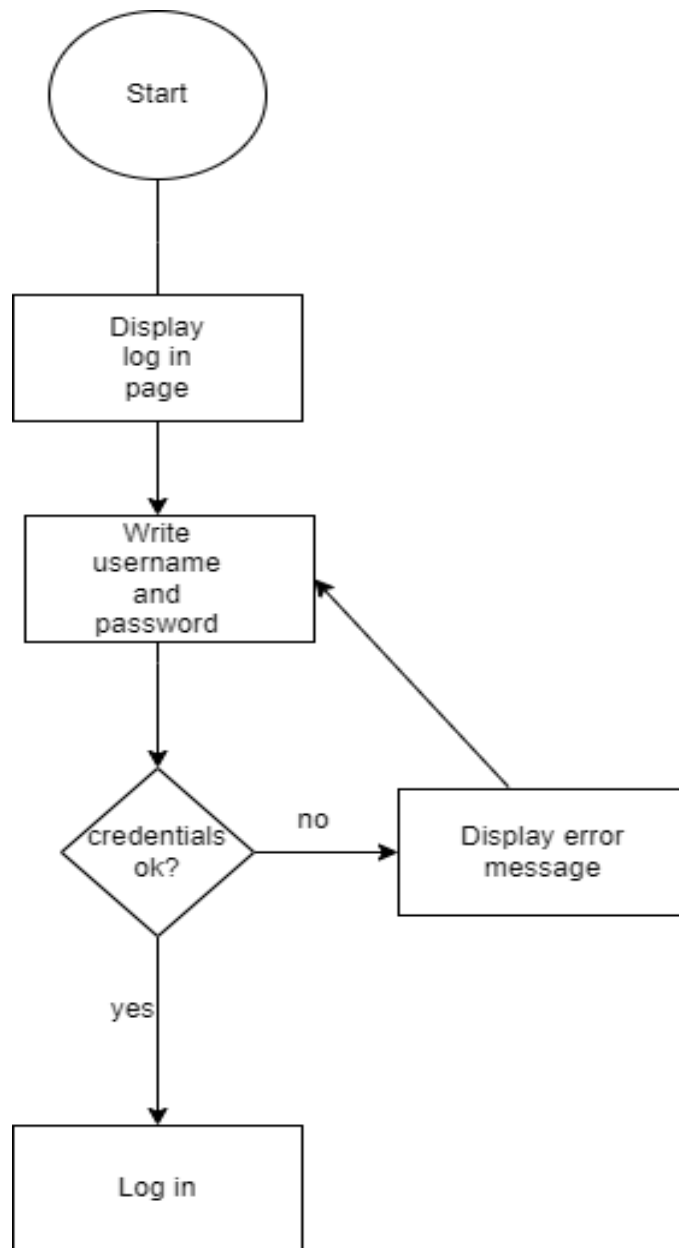 Start
Display
log in
page
Write
username
and
password
credentials
ok?
no
Display error
message
yes
Log in